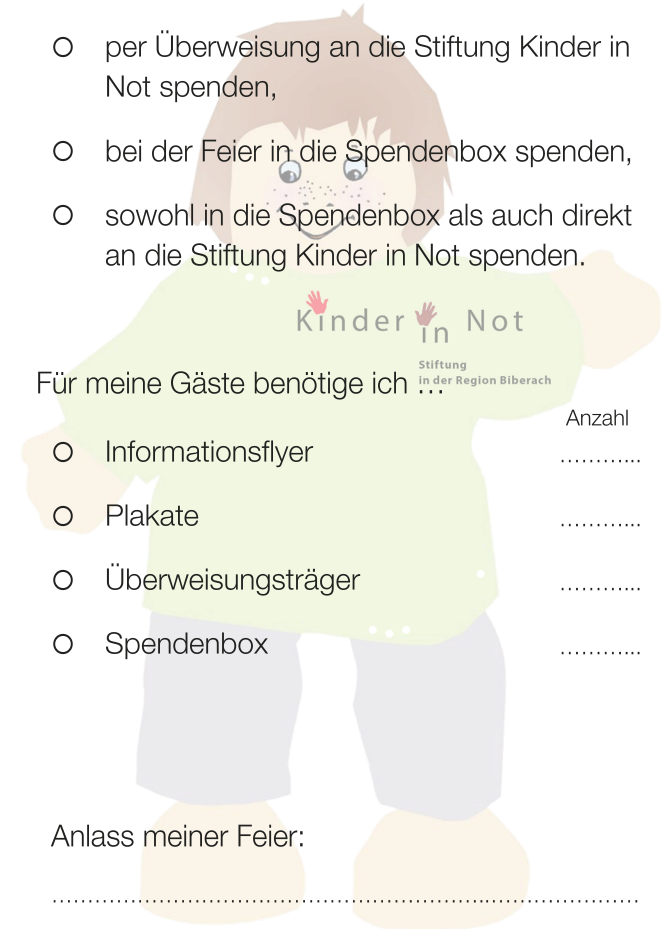 O per Überweisung an die Stiftung Kinder in
Not spenden,
O bei der Feier in die Spendenbox spenden,
O sowohl in die Spendenbox als auch direkt
an die Stiftung Kinder in Not spenden.
Kinder in Not
Stiftung
in der Region Biberach
Für meine Gäste benötige ich …
Anzahl
O Informationsflyer ………...
O Plakate ………...
O Überweisungsträger ………...
O Spendenbox ………...
Anlass meiner Feier:
……………………………………………………..…………………